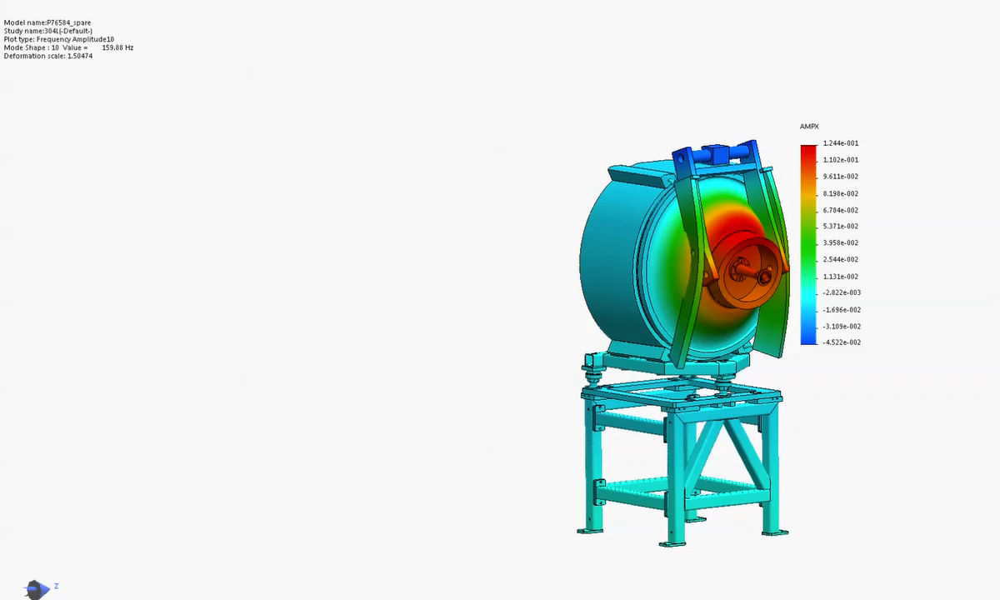 Model name:P76584_spare
Study name:304L(-Default-)
Plot type: Frequency Amplitude10
Mode Shape : 10 Value = 159.88 Hz
Deformation scale: 1.50474
AMPX
1.244e-001
1.102e-001
9.611e-002
8.198e-002
6.784e-002
5.371e-002
3.958e-002
2.544e-002
1.131e-002
-2.822e-003
-1.696e-002
-3.109e-002
-4.522e-002
Z